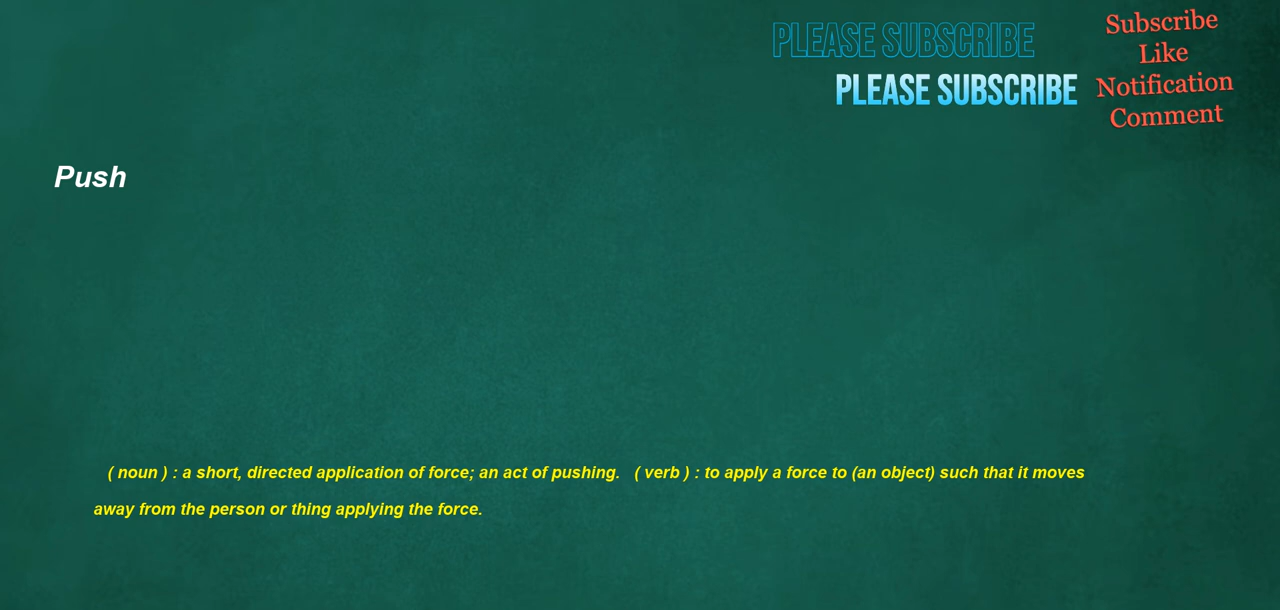 PLEASE SUBSCRIBE
PLEASE SUBSCRIBE
Subscribe
Like
Notification
Comment
Push
( noun ) : a short, directed application of force; an act of pushing. ( verb ) : to apply a force to (an object) such that it moves
away from the person or thing applying the force.